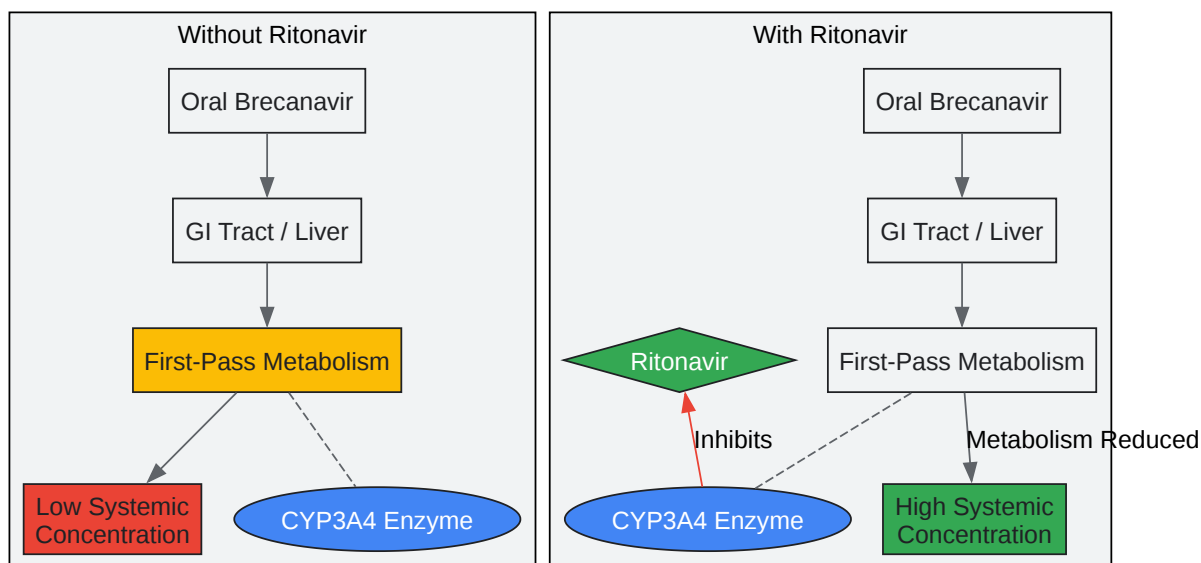 Without Ritonavir
Oral Brecanavir
GI Tract / Liver
First-Pass Metabolism
Low Systemic
Concentration
CYP3A4 Enzyme
With Ritonavir
Oral Brecanavir
GI Tract / Liver
Ritonavir
First-Pass Metabolism
Inhibits
Metabolism Reduced
CYP3A4 Enzyme
High Systemic
Concentration